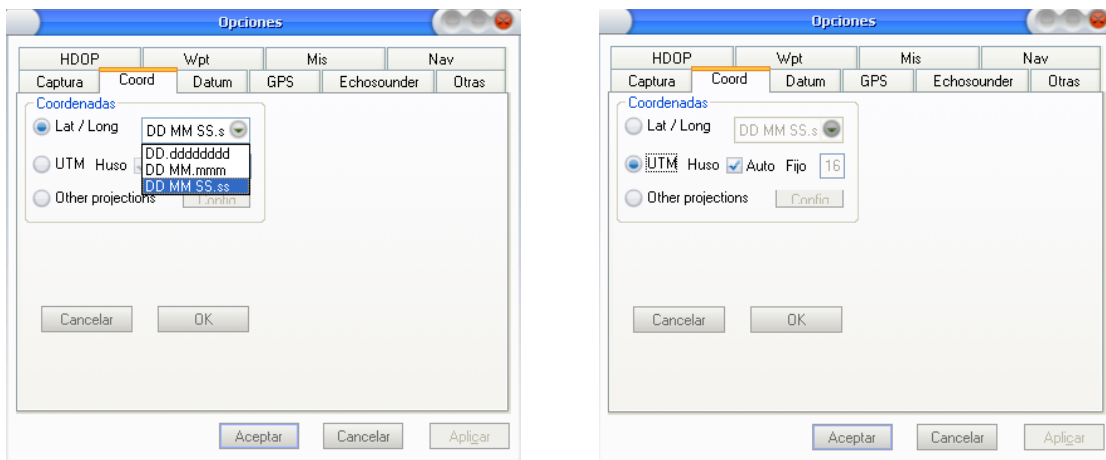 Opciones
HDOP Wpt Mis Nav
Captura Coord Datum GPS Echosounder Otras
Coordenadas
Lat / Long DD MM SS.s
DD.dddddddd
UTM Huso DD MM.mmm
DD MM SS.ss
Other projections Config
Cancelar OK
Aceptar Cancelar Aplicar
Opciones
HDOP Wpt Mis Nav
Captura Coord Datum GPS Echosounder Otras
Coordenadas
Lat / Long DD MM SS.s
UTM Huso Auto Fijo 16
Other projections Config
Cancelar OK
Aceptar Cancelar Aplicar